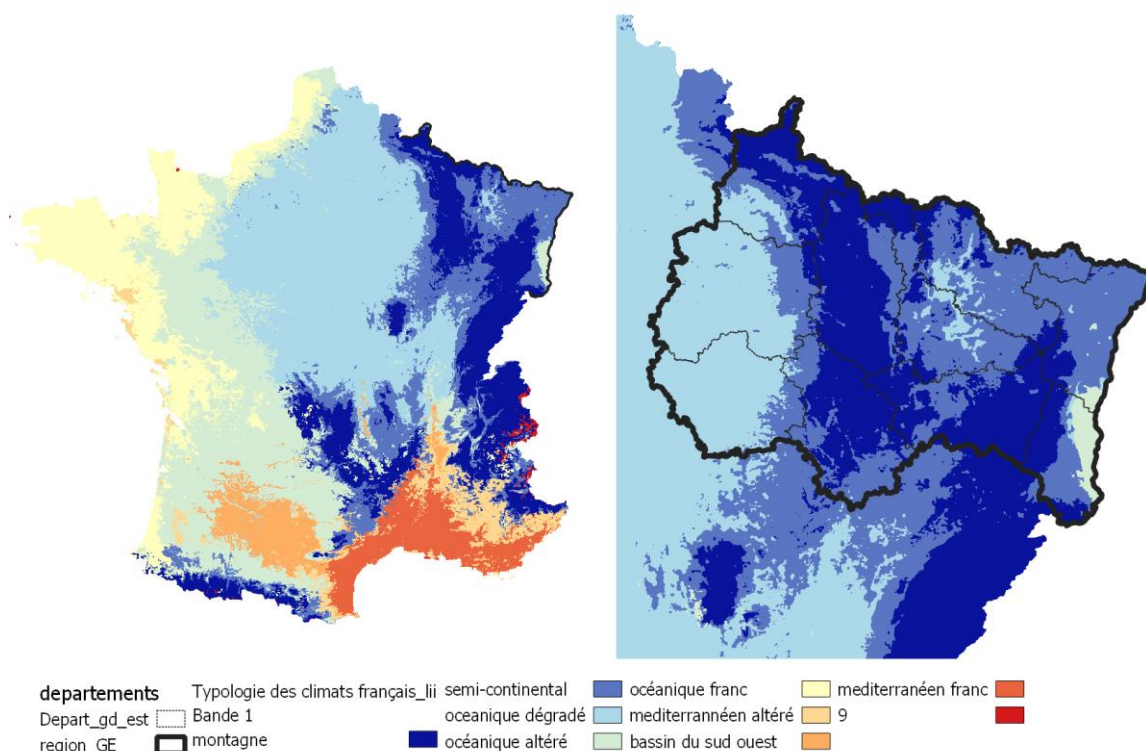 departements Typologie des climats français_lii semi-continental océanique franc mediterranéen franc
Depart_gd_est Bande 1 oceanique dégradé mediterrannéen altéré 9
region_GE montagne océanique altéré bassin du sud ouest